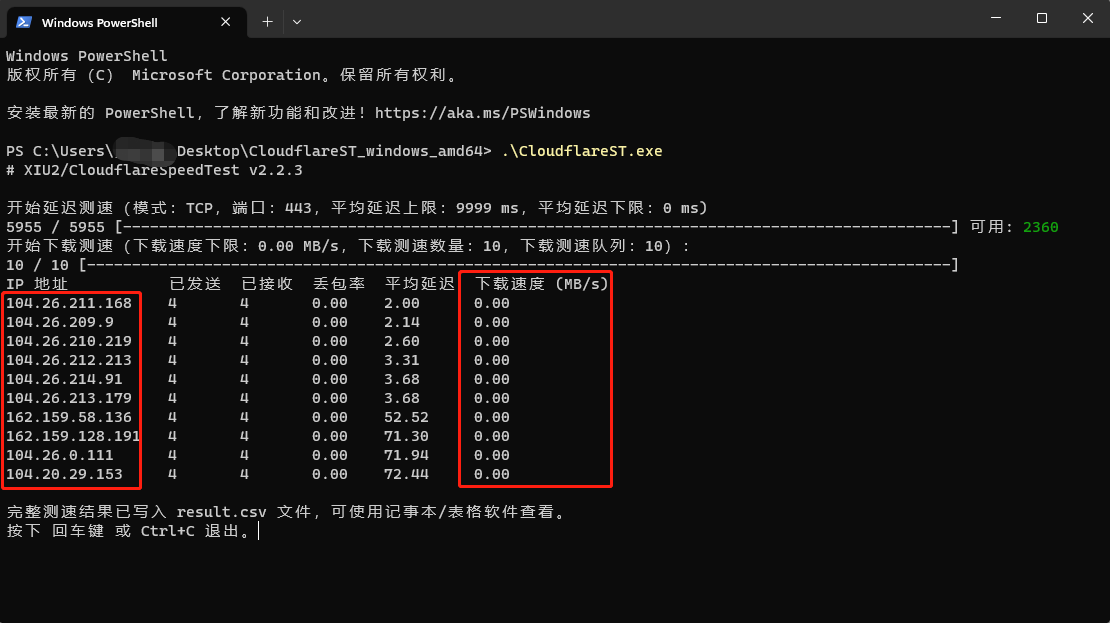 Windows PowerShell
Windows PowerShell
版权所有 (C)  Microsoft Corporation。保留所有权利。
安装最新的 PowerShell，了解新功能和改进！https://aka.ms/PSWindows
PS C:\Users\ Desktop\CloudflareST_windows_amd64> .\CloudflareST.exe
# XIU2/CloudflareSpeedTest v2.2.3
开始延迟测速（模式：TCP，端口：443，平均延迟上限：9999 ms，平均延迟下限：0 ms)
5955 / 5955 [--------------------------------------------------------------------------------------------] 可用: 2360
开始下载测速（下载速度下限：0.00 MB/s，下载测速数量：10，下载测速队列：10）：
10 / 10 [------------------------------------------------------------------------------------------------]
IP 地址 已发送 已接收 丢包率 平均延迟 下载速度 (MB/s)
104.26.211.168 4 4 0.00 2.00 0.00
104.26.209.9 4 4 0.00 2.14 0.00
104.26.210.219 4 4 0.00 2.60 0.00
104.26.212.213 4 4 0.00 3.31 0.00
104.26.214.91 4 4 0.00 3.68 0.00
104.26.213.179 4 4 0.00 3.68 0.00
162.159.58.136 4 4 0.00 52.52 0.00
162.159.128.191 4 4 0.00 71.30 0.00
104.26.0.111 4 4 0.00 71.94 0.00
104.20.29.153 4 4 0.00 72.44 0.00
完整测速结果已写入 result.csv 文件，可使用记事本/表格软件查看。
按下 回车键 或 Ctrl+C 退出。